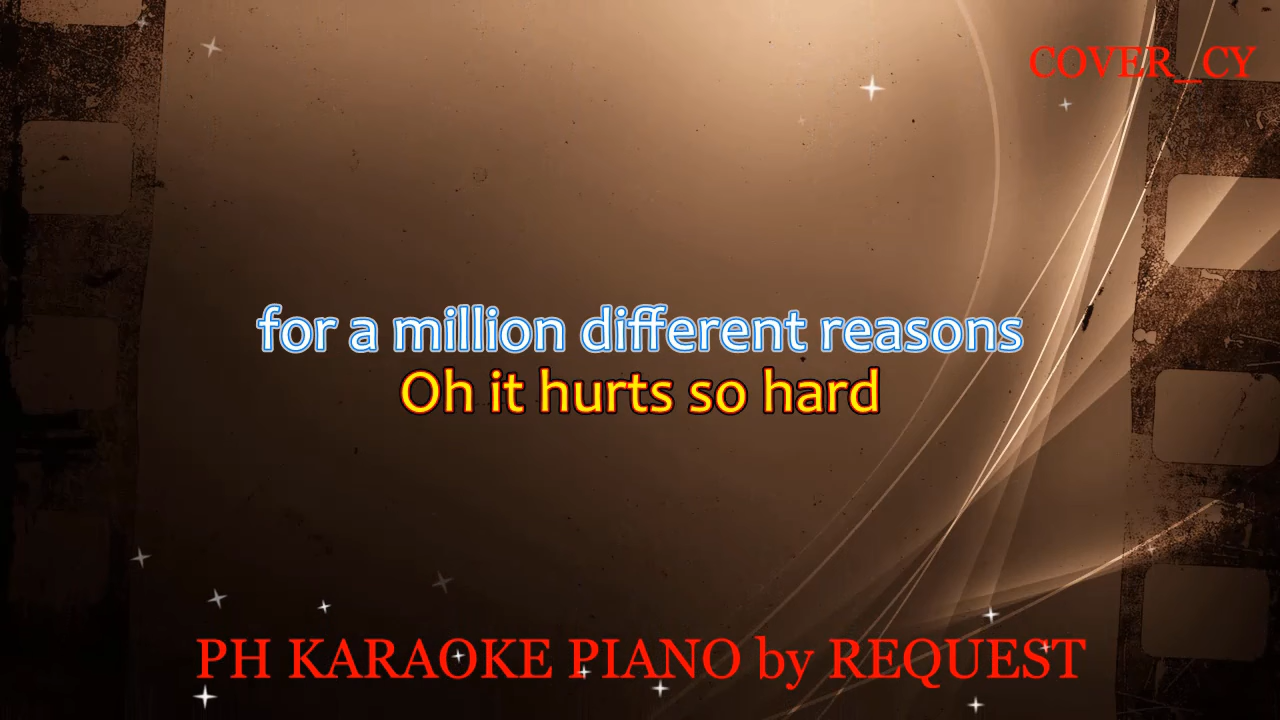 COVER_CY
for a million different reasons
Oh it hurts so hard
PH KARAOKE PIANO by REQUEST